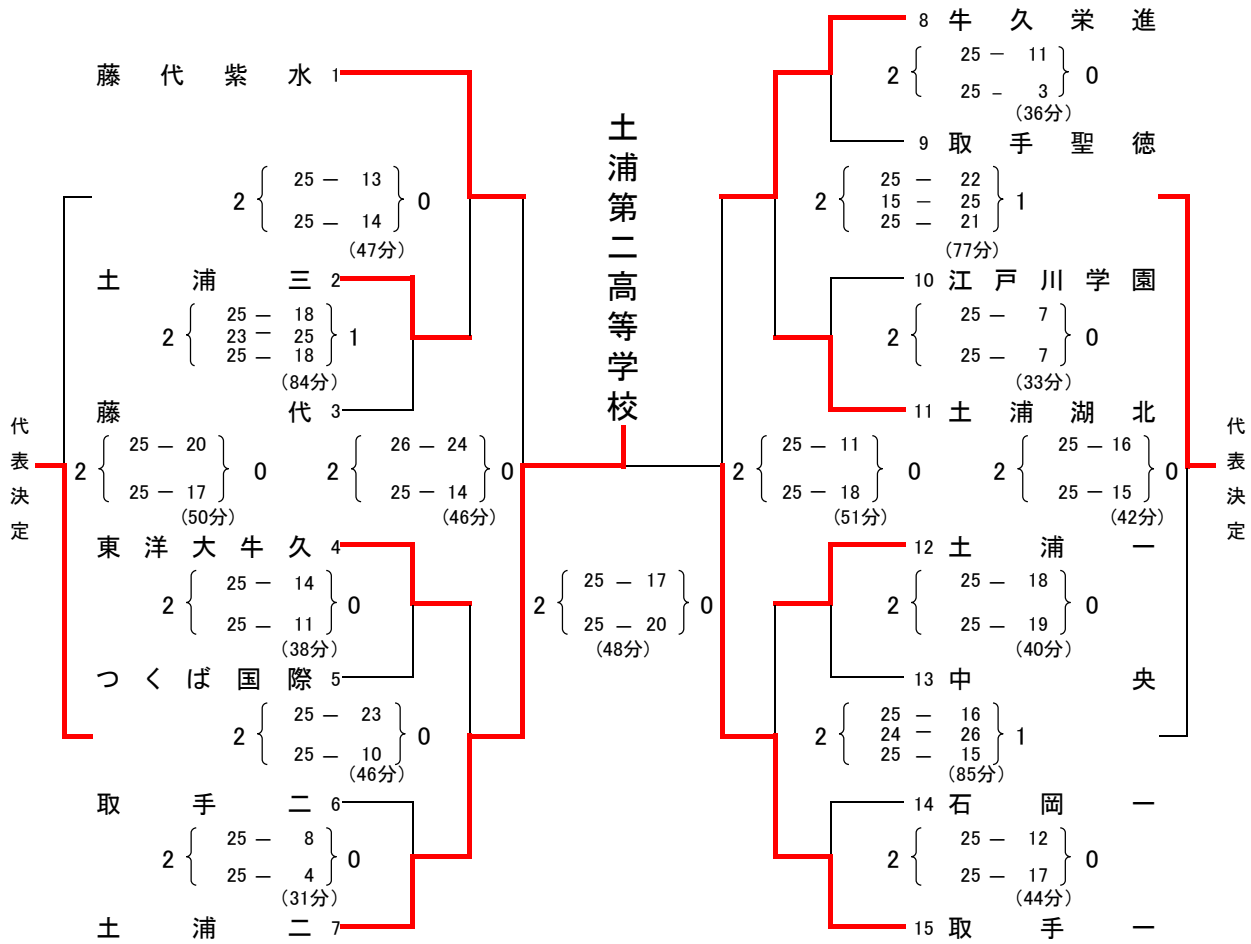 土浦第二高等学校
藤代紫水 1
2 25 － 13 0
25 － 14
(47分)
土浦三 2
2 25 － 18 1
23 － 25
25 － 18
(84分)
藤代 3
代表決定
2 25 － 20 0
25 － 17
(50分)
2 26 － 24 0
25 － 14
(46分)
東洋大牛久 4
2 25 － 14 0
25 － 11
(38分)
つくば国際 5
2 25 － 23 0
25 － 10
(46分)
取手二 6
2 25 － 8 0
25 － 4
(31分)
土浦二 7
2 25 － 17 0
25 － 20
(48分)
8 牛久栄進
2 25 － 11 0
25 － 3
(36分)
9 取手聖徳
2 25 － 22 1
15 － 25
25 － 21
(77分)
10 江戸川学園
2 25 － 7 0
25 － 7
(33分)
11 土浦湖北
2 25 － 11 0
25 － 18
(51分)
2 25 － 16 0
25 － 15
(42分)
代表決定
12 土浦一
2 25 － 18 0
25 － 19
(40分)
13 中央
2 25 － 16 1
24 － 26
25 － 15
(85分)
14 石岡一
2 25 － 12 0
25 － 17
(44分)
15 取手一